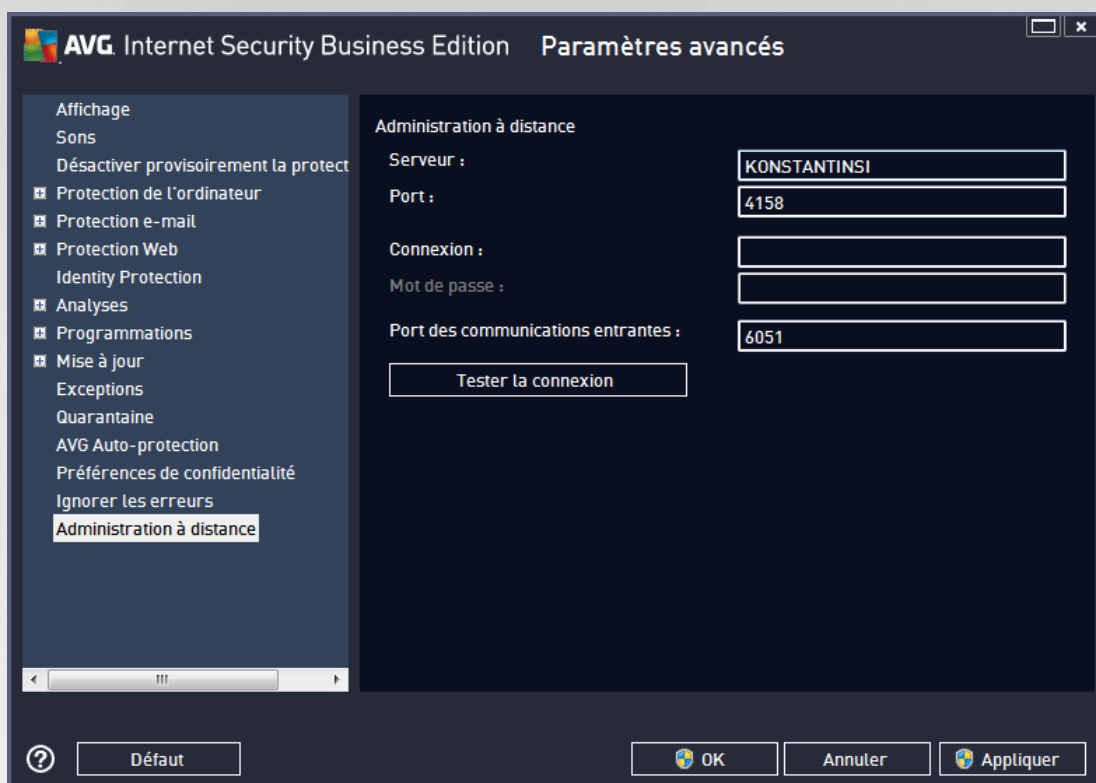 AVG. Internet Security Business Edition Paramètres avancés
Affichage
Sons
Désactiver provisoirement la protect
Protection de l'ordinateur
Protection e-mail
Protection Web
Identity Protection
Analyses
Programmations
Mise à jour
Exceptions
Quarantaine
AVG Auto-protection
Préférences de confidentialité
Ignorer les erreurs
Administration à distance
Administration à distance
Serveur : KONSTANTINSI
Port : 4158
Connexion :
Mot de passe :
Port des communications entrantes : 6051
Tester la connexion
Défaut OK Annuler Appliquer